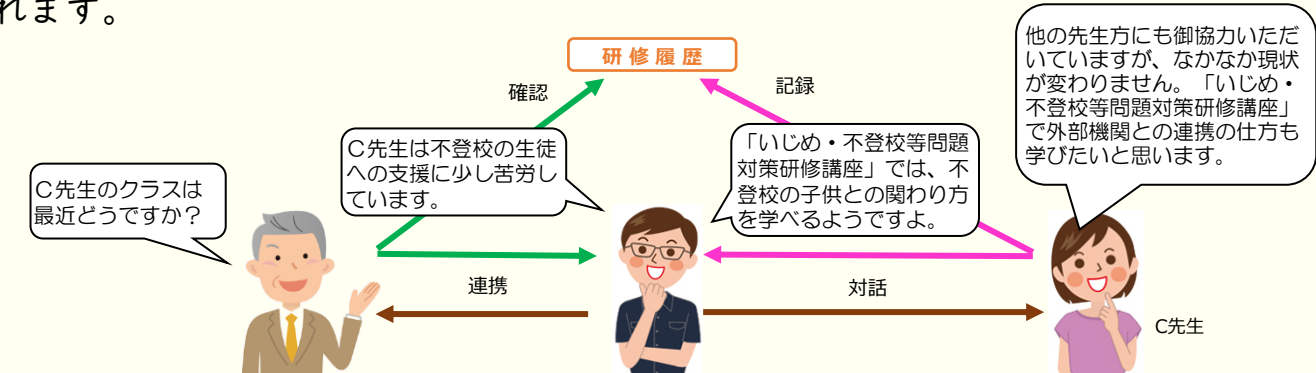 れます。
研修履歴
確認
記録
他の先生方にも御協力いただ
いていますが、なかなか現状
が変わりません。「いじめ・
不登校等問題対策研修講座」
で外部機関との連携の仕方も
学びたいと思います。
C先生は不登校の生徒
への支援に少し苦労し
ています。
「いじめ・不登校等問題
対策研修講座」では、不
登校の子供との関わり方
を学べるようですよ。
C先生のクラスは
最近どうですか?
連携
対話
C先生